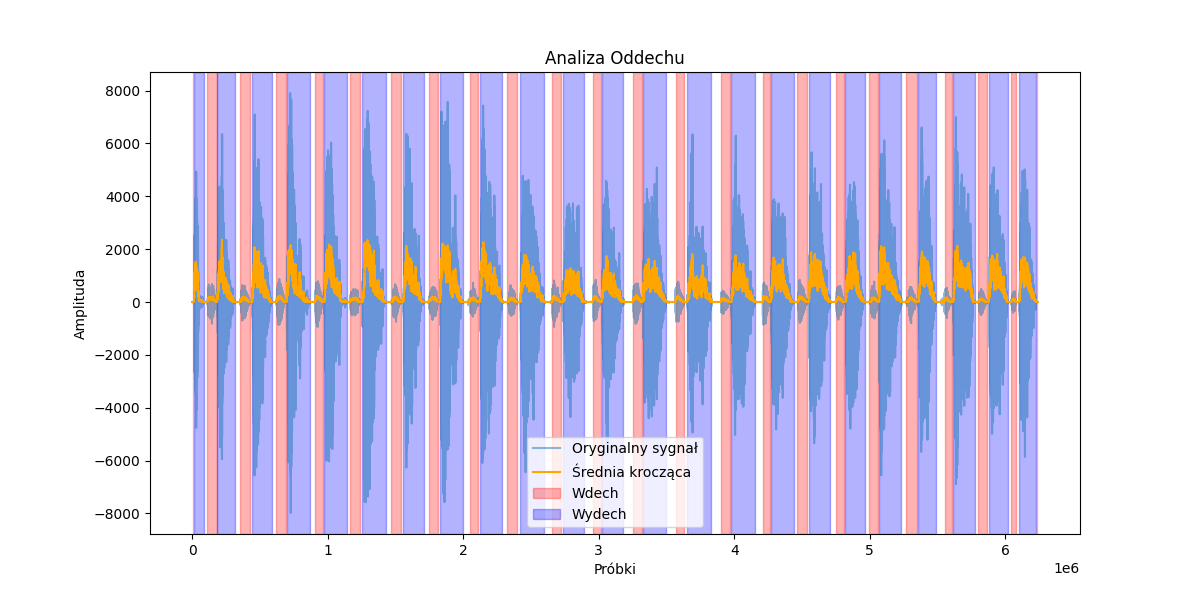 Analiza Oddechu
Amplituda
8000
6000
4000
2000
0
−2000
−4000
−6000
−8000
Oryginalny sygnał
Średnia krocząca
Wdech
Wydech
0 1 2 3 4 5 6
1e6
Próbki